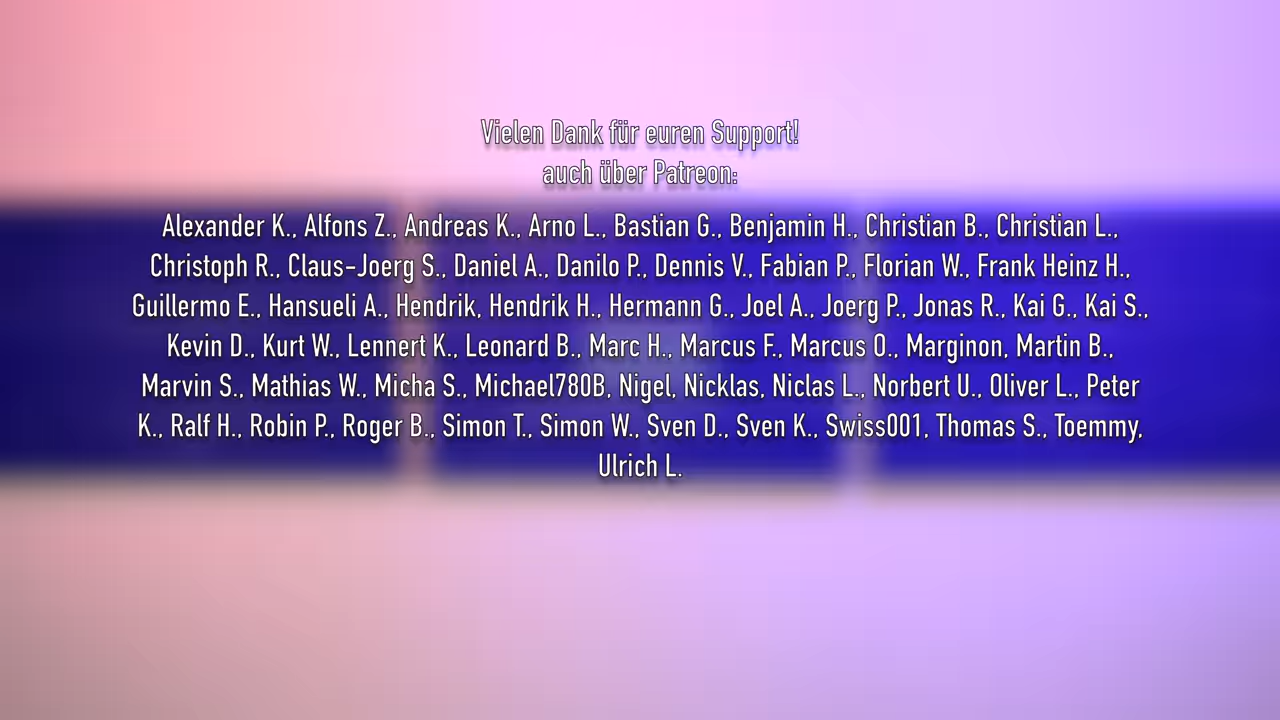 Vielen Dank für euren Support!
auch über Patreon:
Alexander K., Alfons Z., Andreas K., Arno L., Bastian G., Benjamin H., Christian B., Christian L.,
Christoph R., Claus-Joerg S., Daniel A., Danilo P., Dennis V., Fabian P., Florian W., Frank Heinz H.,
Guillermo E., Hansueli A., Hendrik, Hendrik H., Hermann G., Joel A., Joerg P., Jonas R., Kai G., Kai S.,
Kevin D., Kurt W., Lennert K., Leonard B., Marc H., Marcus F., Marcus O., Marginon, Martin B.,
Marvin S., Mathias W., Micha S., Michael780B, Nigel, Nicklas, Niclas L., Norbert U., Oliver L., Peter
K., Ralf H., Robin P., Roger B., Simon T., Simon W., Sven D., Sven K., Swiss001, Thomas S., Toemmy,
Ulrich L.